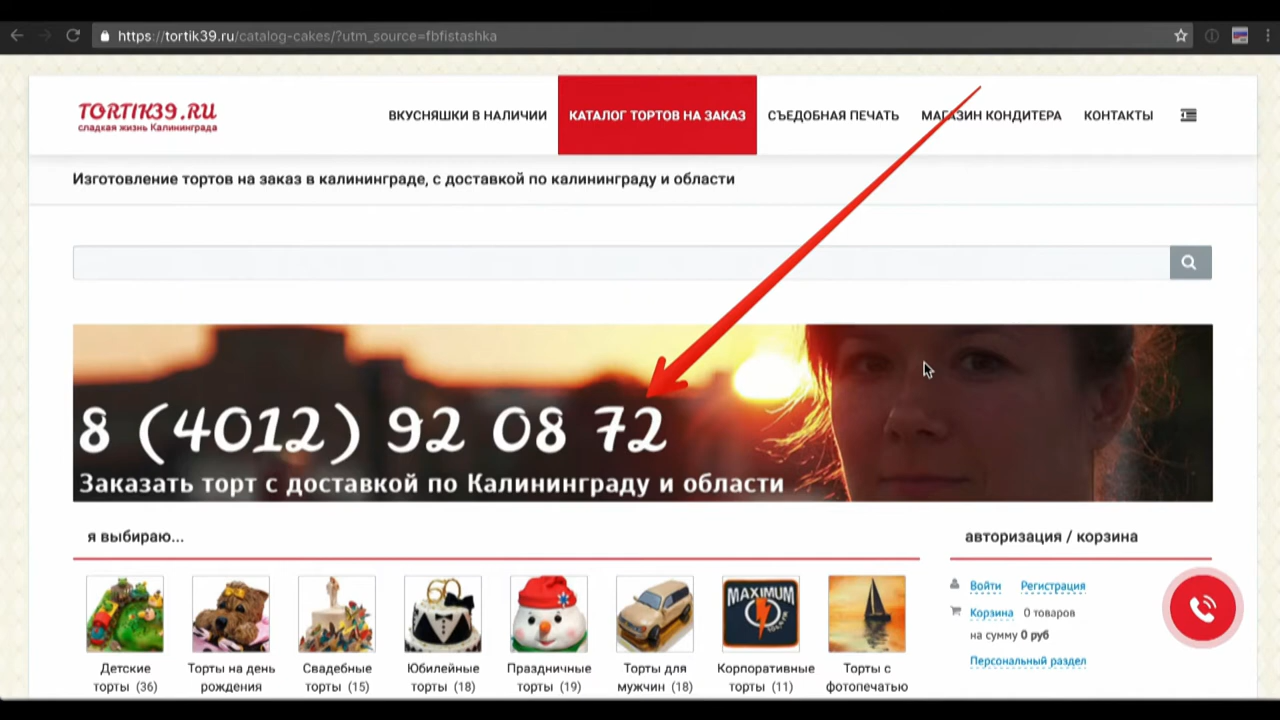 https://tortik39.ru/catalog-cakes/?utm_source=fbfistashka
TORTIK39.RU
сладкая жизнь Калининграда
ВКУСНЯШКИ В НАЛИЧИИ
КАТАЛОГ ТОРТОВ НА ЗАКАЗ
СЪЕДОБНАЯ ПЕЧАТЬ
МАГАЗИН КОНДИТЕРА
КОНТАКТЫ
Изготовление тортов на заказ в калининграде, с доставкой по калининграду и области
8 (4012) 92 08 72
Заказать торт с доставкой по Калининграду и области
я выбираю...
MAXIMUM
Детские
торты (36)
Торты на день
рождения
Свадебные
торты (15)
Юбилейные
торты (18)
Праздничные
торты (19)
Торты для
мужчин (18)
Корпоративные
торты (11)
Торты с
фотопечатью
авторизация / корзина
Войти Регистрация
Корзина 0 товаров
на сумму 0 руб
Персональный раздел